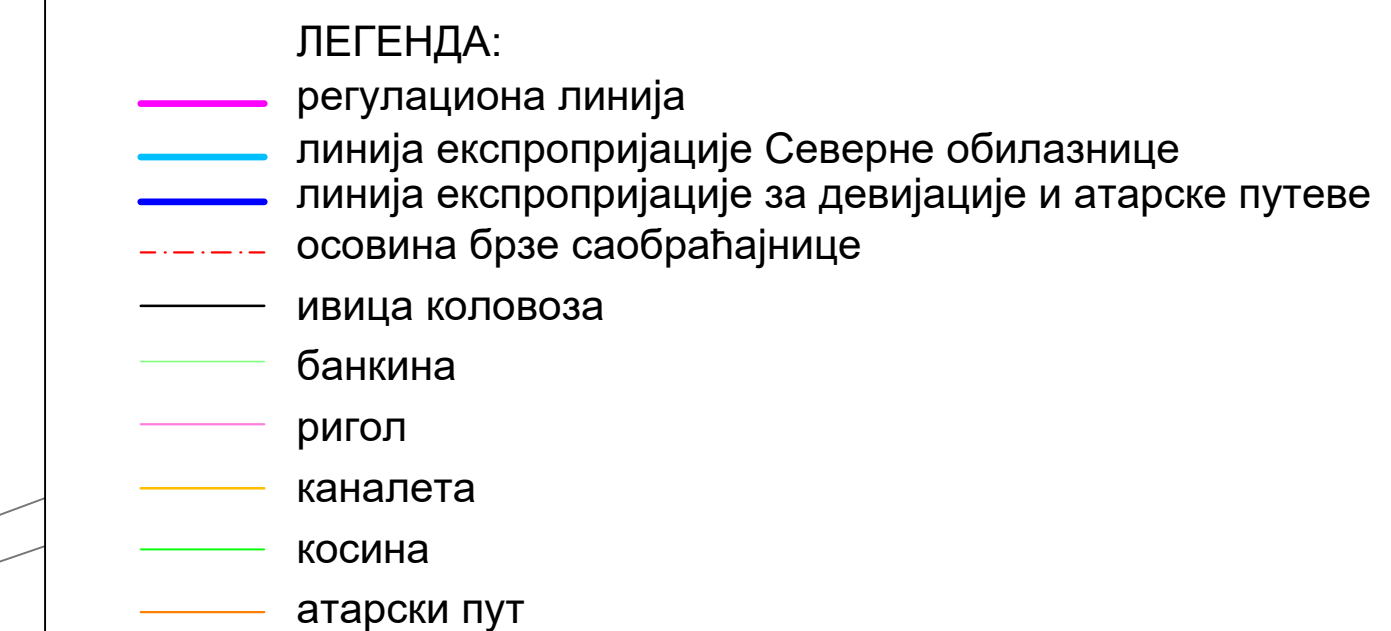 ЛЕГЕНДА:
регулациона линија
линија експропријације Северне обилазнице
линија експропријације за девијације и атарске путеве
осовина брзе саобраћајнице
ивица коловоза
банкина
ригол
каналета
косина
атарски пут